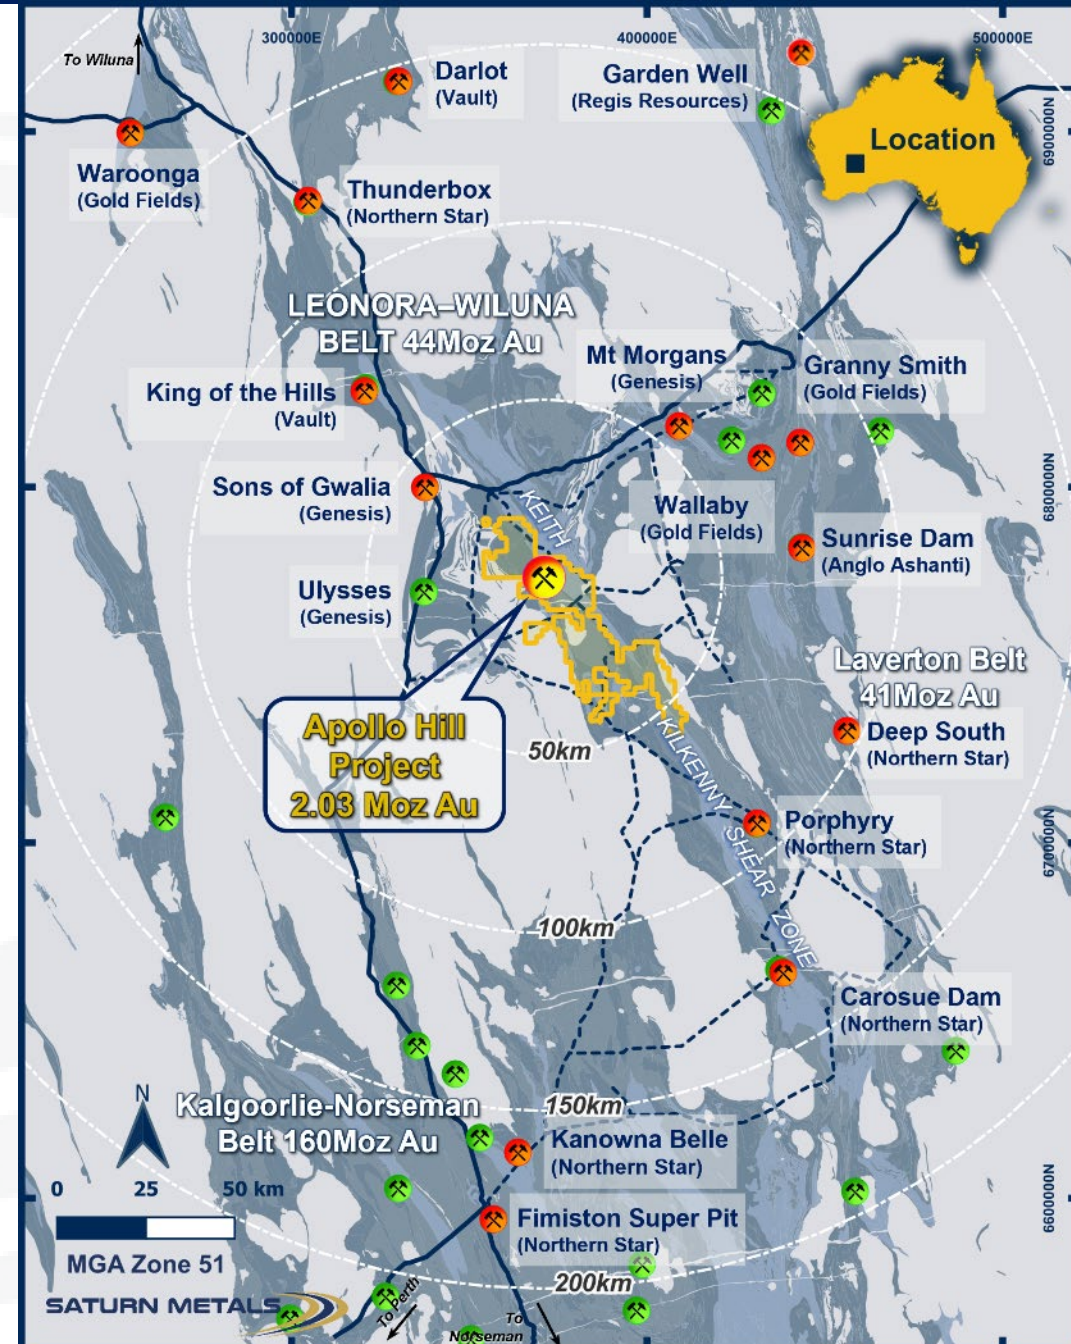 300000E
400000E
500000E
To Wiluna
Darlot
(Vault)
Garden Well
(Regis Resources)
Location
6900000N
Waroonga
(Gold Fields)
Thunderbox
(Northern Star)
LEONORA–WILUNA
BELT 44Moz Au
Mt Morgans
(Genesis)
Granny Smith
(Gold Fields)
King of the Hills
(Vault)
Sons of Gwalia
(Genesis)
KEITH
Wallaby
(Gold Fields)
6800000N
Sunrise Dam
(Anglo Ashanti)
Ulysses
(Genesis)
Laverton Belt
41Moz Au
Apollo Hill
Project
2.03 Moz Au
50km
KILKENNY SHEAR ZONE
Deep South
(Northern Star)
Porphyry
(Northern Star)
6700000N
100km
Carosue Dam
(Northern Star)
N
Kalgoorlie-Norseman
Belt 160Moz Au
150km
Kanowna Belle
(Northern Star)
0 25 50 km
6600000N
Fimiston Super Pit
(Northern Star)
MGA Zone 51
200km
SATURN METALS
To Perth
To
Norseman